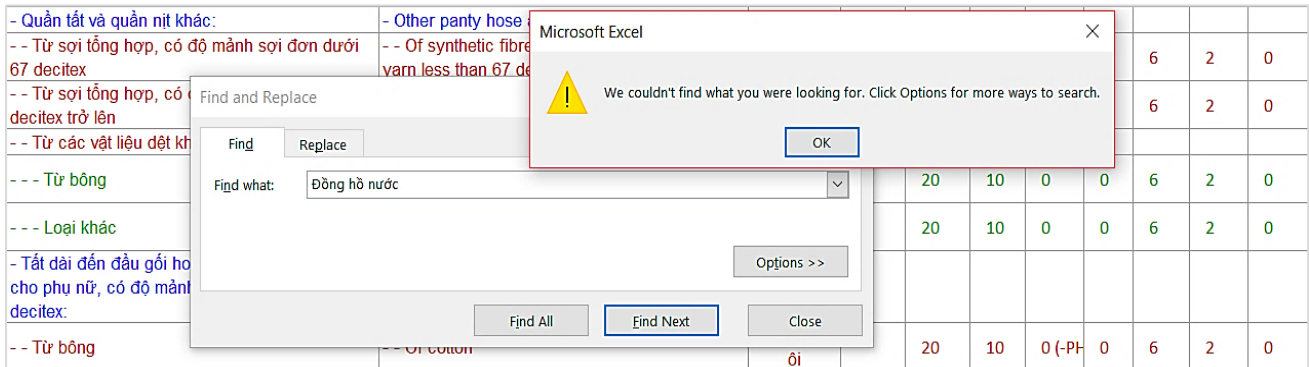 - Quần tất và quần nịt khác:
- Other panty hose
- - Từ sợi tổng hợp, có độ mảnh sợi đơn dưới
67 decitex
- - Of synthetic fibre
yarn less than 67 de
6 2 0
- - Từ sợi tổng hợp, có
decitex trở lên
6 2 0
- - Từ các vật liệu dệt
- - - Từ bông
20 10 0 0 6 2 0
- - - Loại khác
20 10 0 0 6 2 0
- Tất dài đến đầu gối
cho phụ nữ, có độ mảnh
decitex:
- - Từ bông
- - Of cotton
ôi
20 10 0 (-PH 0 6 2 0
Find and Replace
Find
Replace
Find what:
Đồng hồ nước
Options >>
Find All
Find Next
Close
Microsoft Excel
We couldn't find what you were looking for. Click Options for more ways to search.
OK